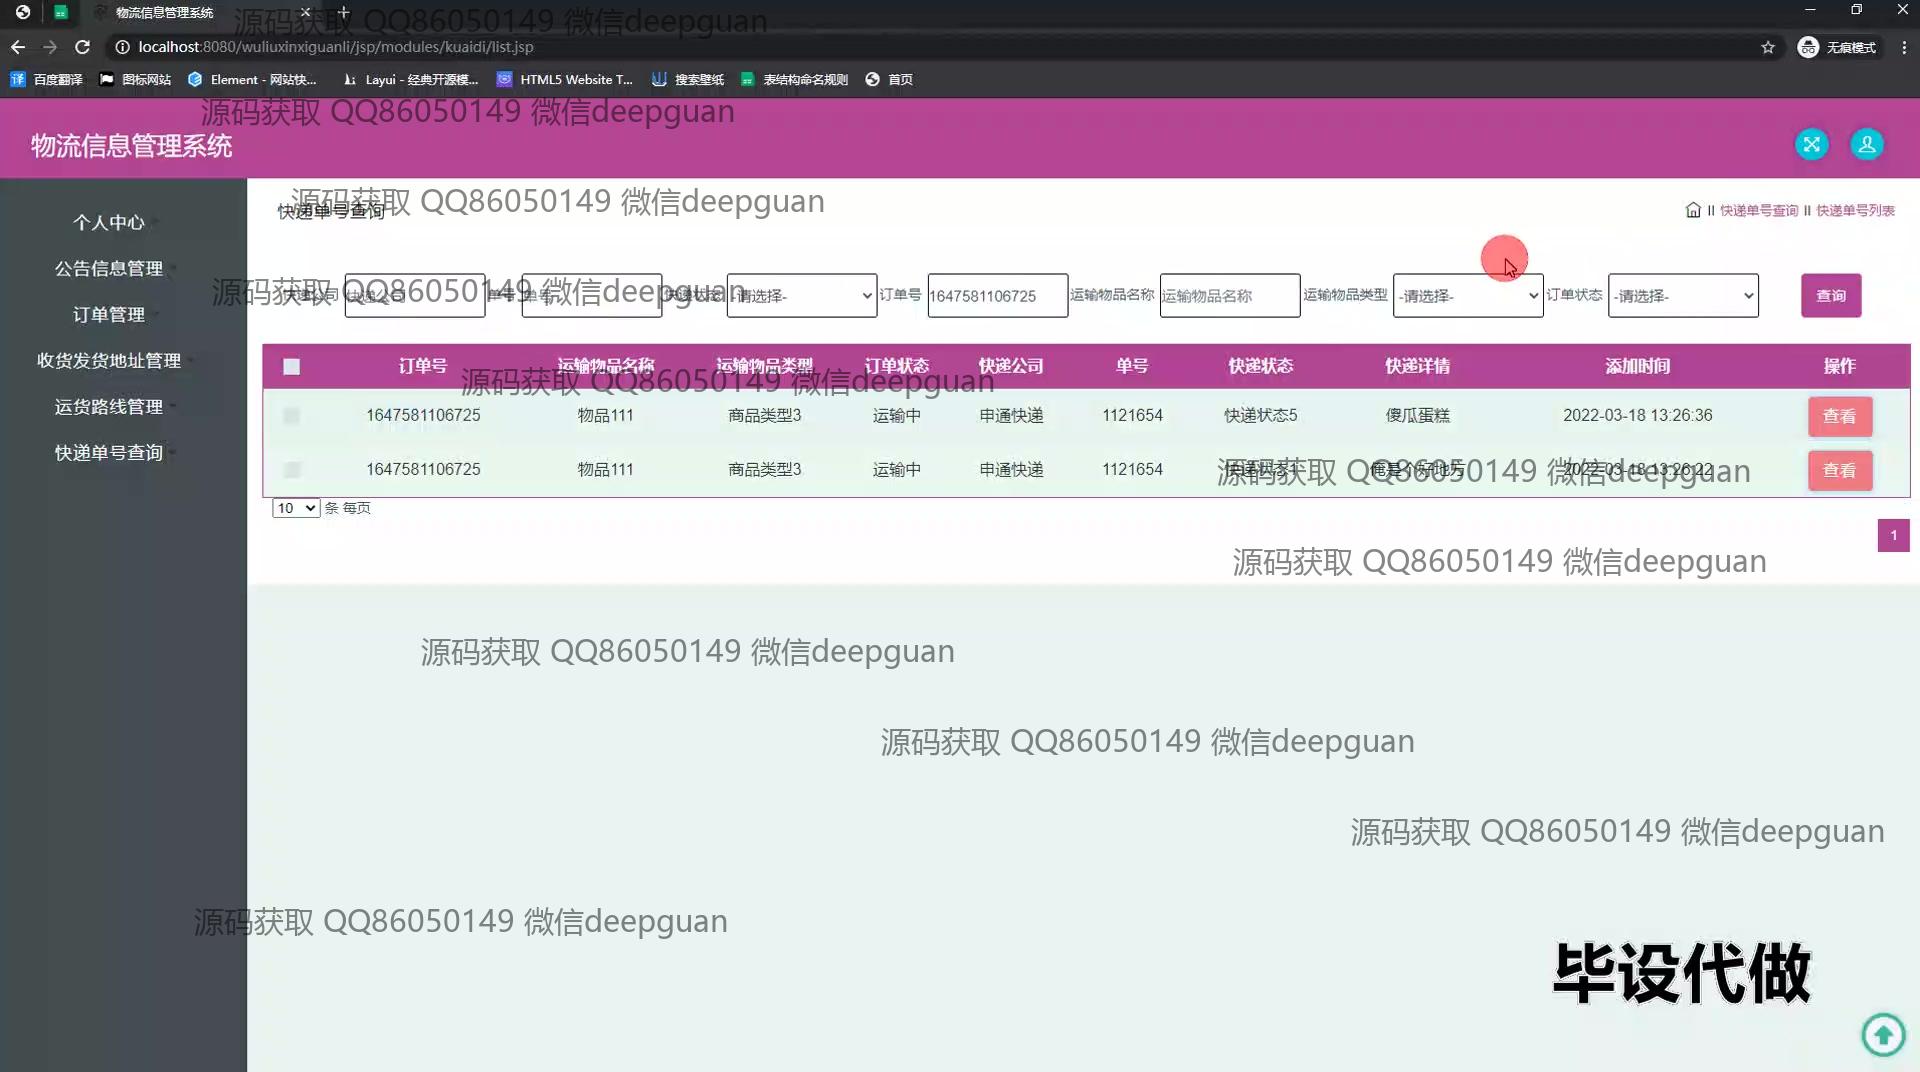 物流信息管理系统
localhost:8080/wuliuxinxiguanli/jsp/modules/kuaidi/list.jsp
无痕模式
百度翻译 图标网站 Element - 网站快... Layui - 经典开源模... HTML5 Website T... 搜索壁纸 表结构命名规则 首页
源码获取 QQ86050149 微信deepguan
源码获取 QQ86050149 微信deepguan
物流信息管理系统
源码获取 QQ86050149 微信deepguan
快递单号查询
快递单号查询 快递单号列表
个人中心
公告信息管理
订单管理
收货发货地址管理
运货路线管理
快递单号查询
源码获取 QQ86050149 微信deepguan
快递公司 快递公司 单号 单号 快递状态 -请选择- 订单号 1647581106725 运输物品名称 运输物品名称 运输物品类型 -请选择- 订单状态 -请选择- 查询
订单号 运输物品名称 运输物品类型 订单状态 快递公司 单号 快递状态 快递详情 添加时间 操作
源码获取 QQ86050149 微信deepguan
1647581106725 物品111 商品类型3 运输中 申通快递 1121654 快递状态5 傻瓜蛋糕 2022-03-18 13:26:36 查看
1647581106725 物品111 商品类型3 运输中 申通快递 1121654 2022-03-18 13:26:22 查看
源码获取 QQ86050149 微信deepguan
10 条 每页
1
源码获取 QQ86050149 微信deepguan
源码获取 QQ86050149 微信deepguan
源码获取 QQ86050149 微信deepguan
源码获取 QQ86050149 微信deepguan
源码获取 QQ86050149 微信deepguan
毕设代做